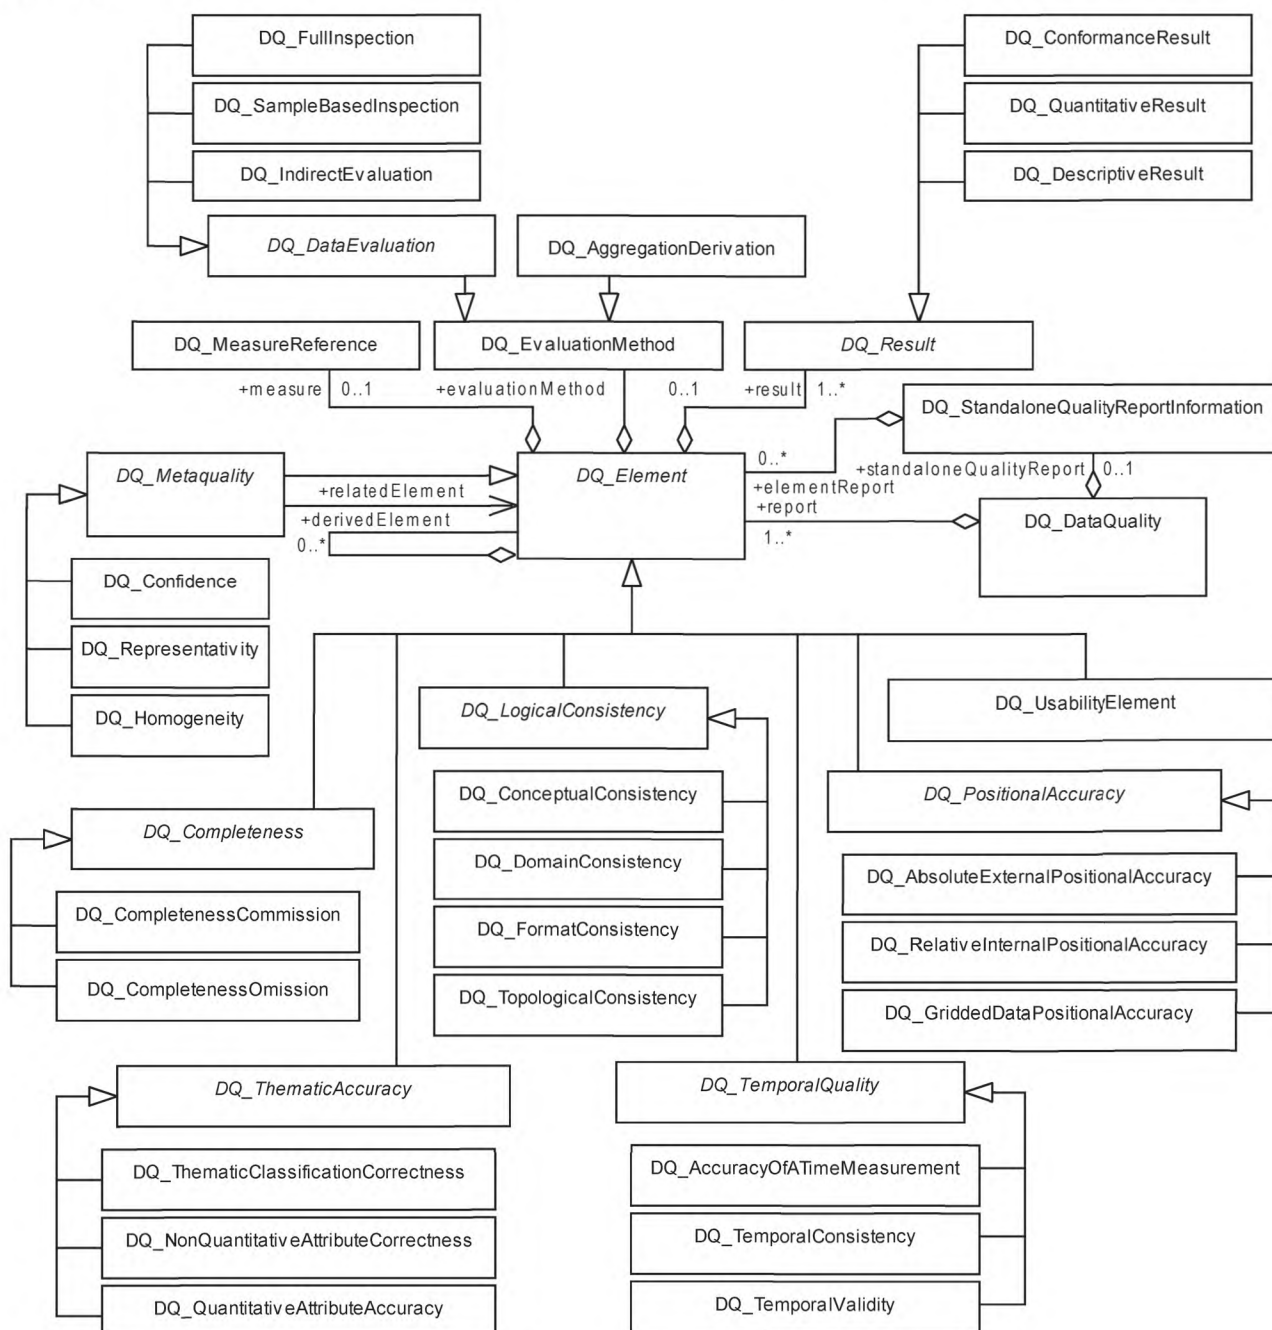 DQ_FullInspection
DQ_ConformanceResult
DQ_SampleBasedInspection
DQ_QuantitativeResult
DQ_IndirectEvaluation
DQ_DescriptiveResult
DQ_DataEvaluation
DQ_AggregationDerivation
DQ_MeasureReference
DQ_EvaluationMethod
DQ_Result
+measure 0..1
+evaluationMethod 0..1
+result 1..*
DQ_StandaloneQualityReportInformation
DQ_Metaquality
DQ_Element
0..*
+standaloneQualityReport 0..1
+relatedElement
+elementReport
+derivedElement
+report
DQ_DataQuality
0..*
1..*
DQ_Confidence
DQ_Representativity
DQ_Homogeneity
DQ_LogicalConsistency
DQ_UsabilityElement
DQ_ConceptualConsistency
DQ_PositionalAccuracy
DQ_Completeness
DQ_DomainConsistency
DQ_AbsoluteExternalPositionalAccuracy
DQ_CompletenessCommission
DQ_FormatConsistency
DQ_RelativeInternalPositionalAccuracy
DQ_CompletenessOmission
DQ_TopologicalConsistency
DQ_GriddedDataPositionalAccuracy
DQ_ThematicAccuracy
DQ_TemporalQuality
DQ_ThematicClassificationCorrectness
DQ_AccuracyOfATimeMeasurement
DQ_NonQuantitativeAttributeCorrectness
DQ_TemporalConsistency
DQ_QuantitativeAttributeAccuracy
DQ_TemporalValidity